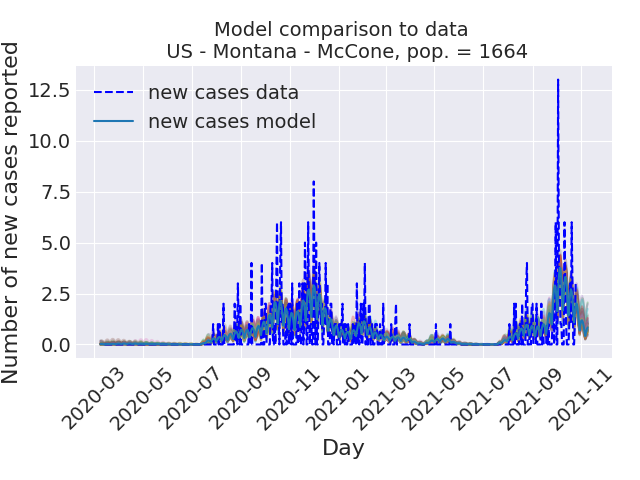 Model comparison to data
US - Montana - McCone, pop. = 1664
Number of new cases reported
12.5
10.0
7.5
5.0
2.5
0.0
new cases data
new cases model
2020-03
2020-05
2020-07
2020-09
2020-11
2021-01
2021-03
2021-05
2021-07
2021-09
2021-11
Day